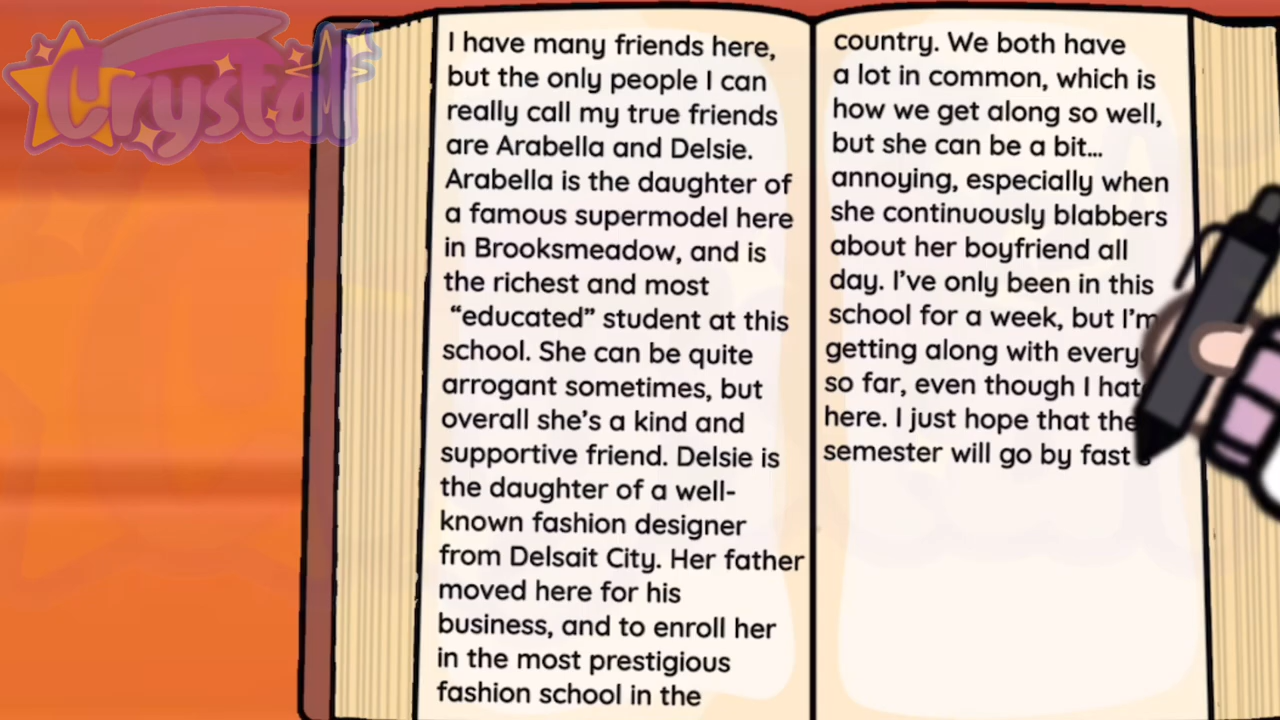 Crystal
I have many friends here,
but the only people I can
really call my true friends
are Arabella and Delsie.
Arabella is the daughter of
a famous supermodel here
in Brooksmeadow, and is
the richest and most
“educated” student at this
school. She can be quite
arrogant sometimes, but
overall she’s a kind and
supportive friend. Delsie is
the daughter of a well-
known fashion designer
from Delsait City. Her father
moved here for his
business, and to enroll her
in the most prestigious
fashion school in the
country. We both have
a lot in common, which is
how we get along so well,
but she can be a bit...
annoying, especially when
she continuously blabbers
about her boyfriend all
day. I’ve only been in this
school for a week, but I’m
getting along with every
so far, even though I hat
here. I just hope that the
semester will go by fast